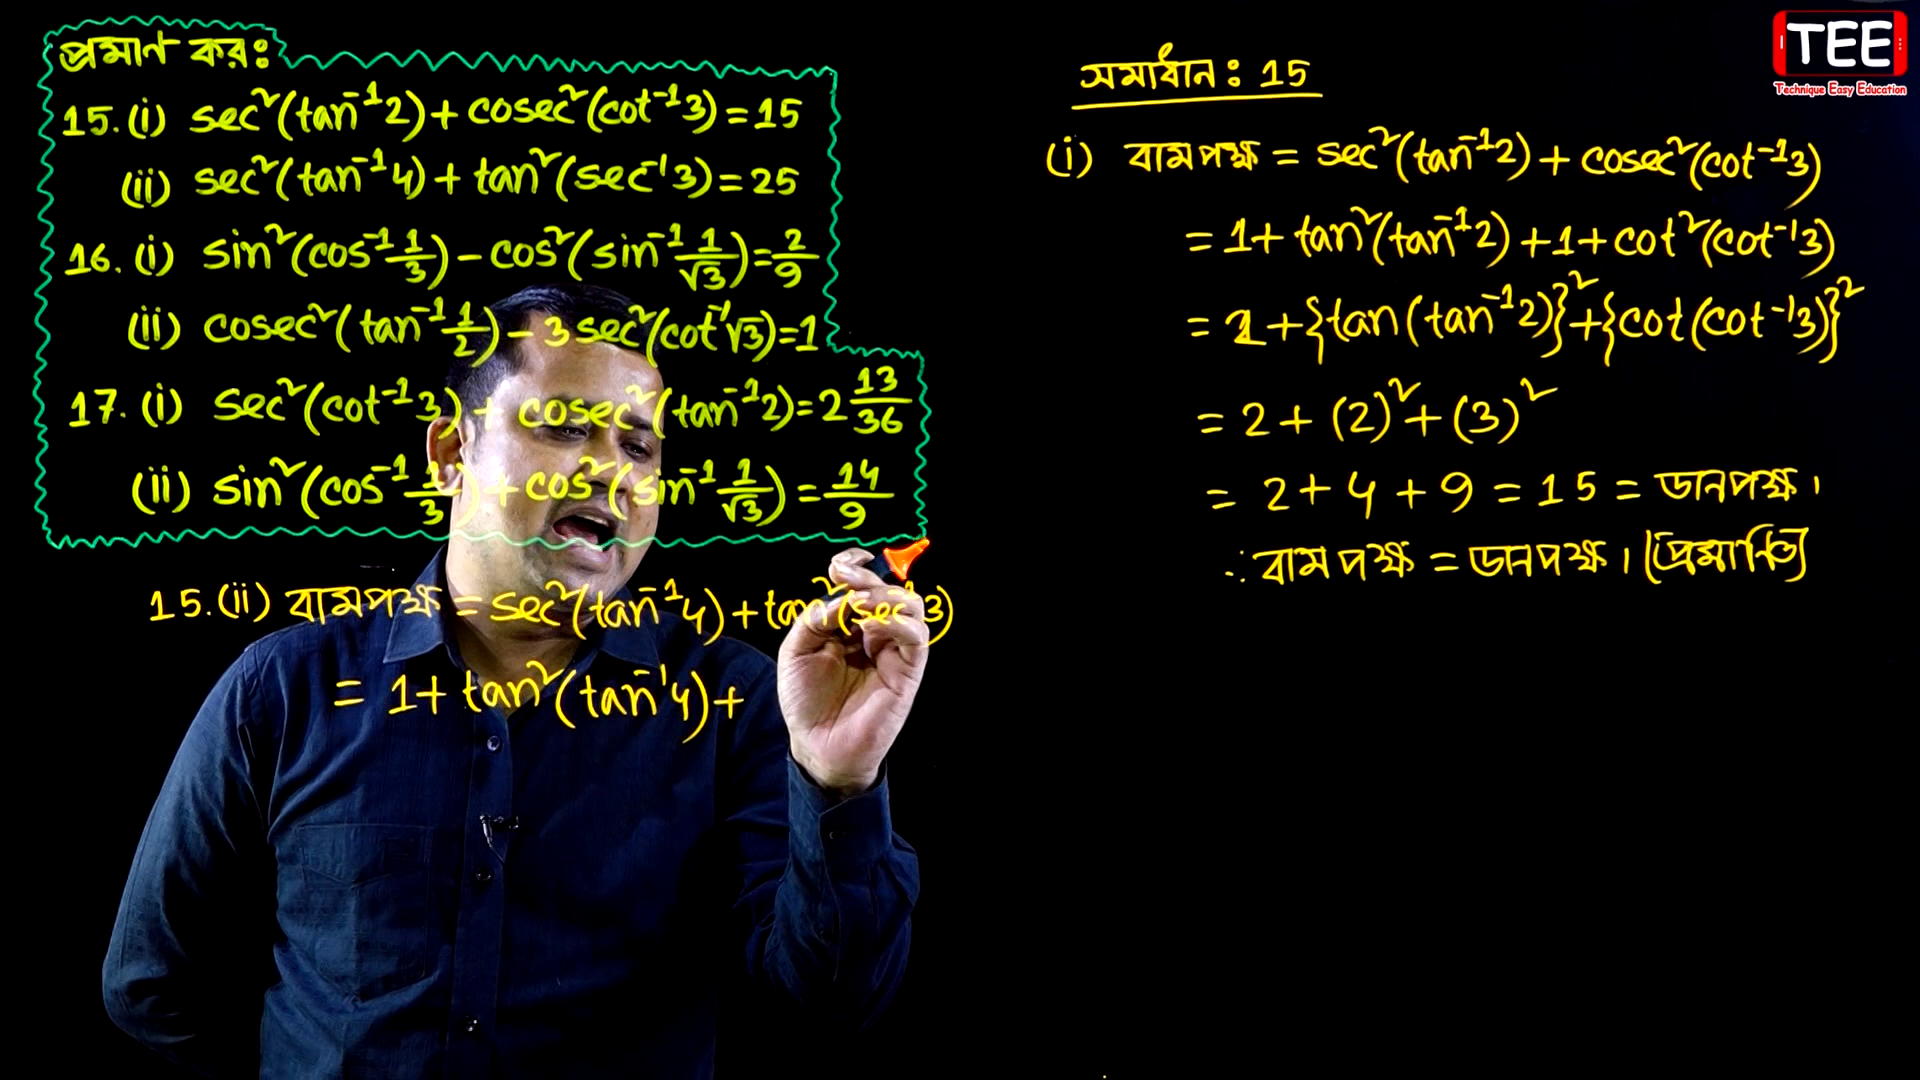 প্রমাণ কর:
15. (i) sec²(tan⁻¹2) + cosec²(cot⁻¹3) = 15
(ii) sec²(tan⁻¹4) + tan²(sec⁻¹3) = 25
16. (i) sin²(cos⁻¹ 1/3) − cos²(sin⁻¹ 1/√3) = 2/9
(ii) cosec²(tan⁻¹ 1/2) − 3 sec²(cot⁻¹√3) = 1
17. (i) sec²(cot⁻¹3) + cosec²(tan⁻¹2) = 2 13/36
(ii) sin²(cos⁻¹ 1/3) + cos²(sin⁻¹ 1/√3) = 14/9
15. (ii) বামপক্ষ = sec²(tan⁻¹4) + tan²(sec⁻¹3)
= 1 + tan²(tan⁻¹4) +
সমাধান: 15
(i) বামপক্ষ = sec²(tan⁻¹2) + cosec²(cot⁻¹3)
= 1 + tan²(tan⁻¹2) + 1 + cot²(cot⁻¹3)
= 2 + {tan(tan⁻¹2)}² + {cot(cot⁻¹3)}²
= 2 + (2)² + (3)²
= 2 + 4 + 9 = 15 = ডানপক্ষ।
∴ বামপক্ষ = ডানপক্ষ। [প্রমাণিত]
TEE
Technique Easy Education